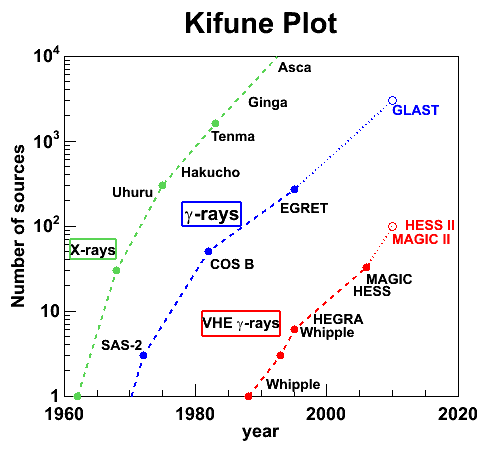 Kifune Plot
Number of sources
10^4
10^3
10^2
10
1
1960
1980
2000
2020
year
Asca
Ginga
Tenma
Hakucho
Uhuru
X-rays
γ-rays
GLAST
EGRET
COS B
SAS-2
HESS II
MAGIC II
MAGIC
HESS
VHE γ-rays
HEGRA
Whipple
Whipple